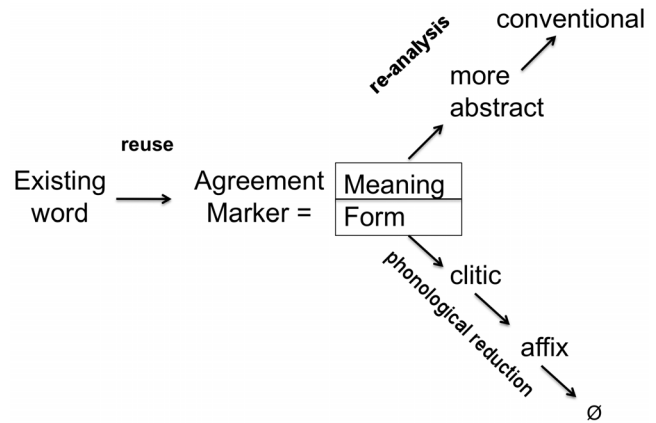 conventional
re-analysis
more
abstract
reuse
Existing
word
Agreement
Marker =
Meaning
Form
phonological reduction
clitic
affix
Ø